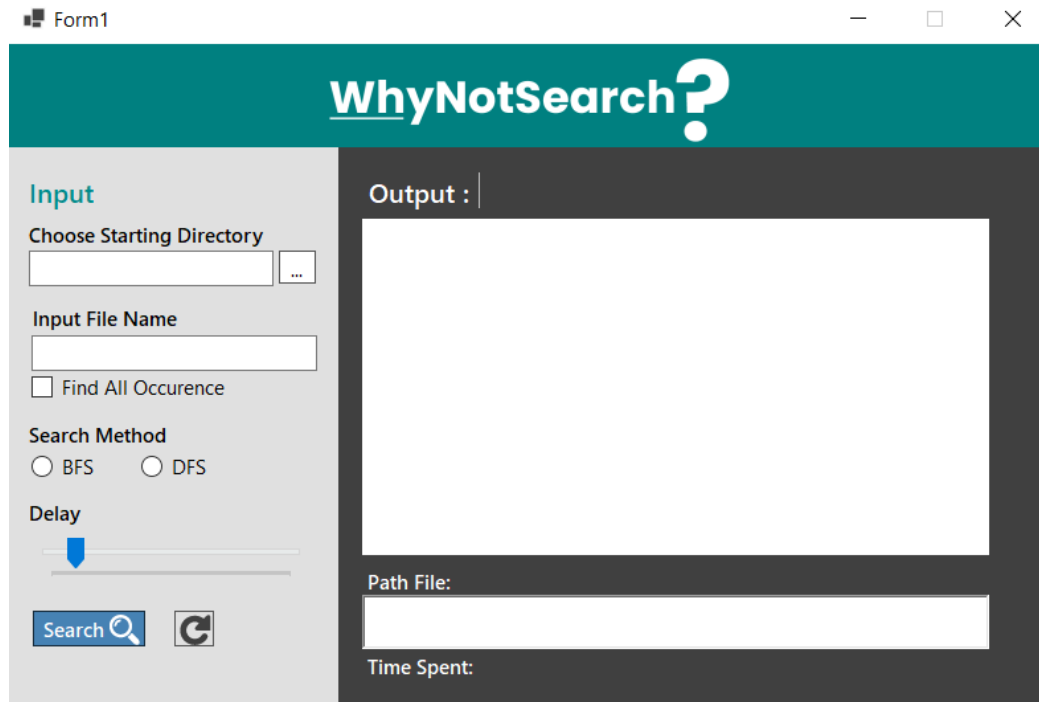 Form1
WhyNotSearch?
Input
Choose Starting Directory
...
Input File Name
Find All Occurence
Search Method
BFS DFS
Delay
Search
Output :
Path File:
Time Spent: